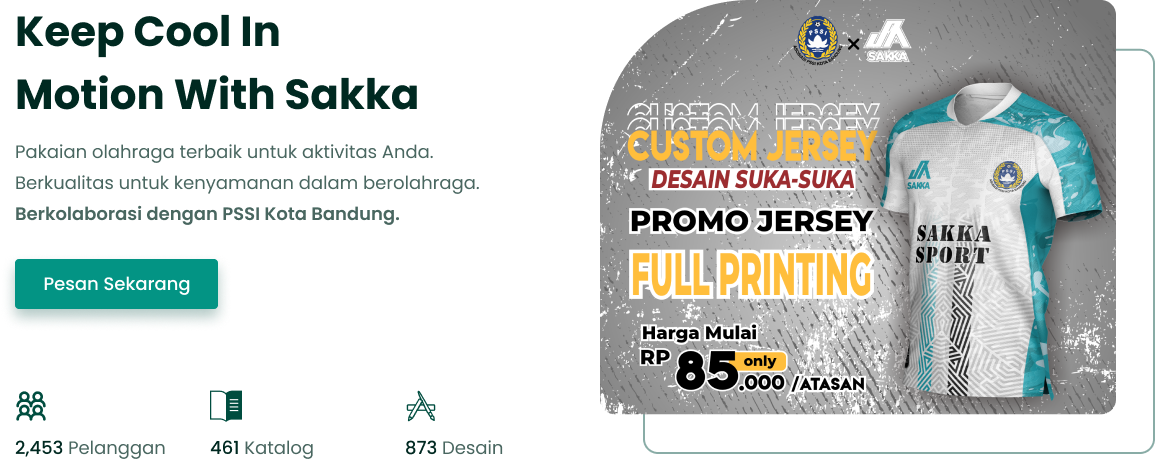 Keep Cool In
Motion With Sakka
Pakaian olahraga terbaik untuk aktivitas Anda.
Berkualitas untuk kenyamanan dalam berolahraga.
Berkolaborasi dengan PSSI Kota Bandung.
Pesan Sekarang
2,453 Pelanggan
461 Katalog
873 Desain
PSSI
×
SAKKA
CUSTOM JERSEY
CUSTOM JERSEY
CUSTOM JERSEY
DESAIN SUKA-SUKA
PROMO JERSEY
FULL PRINTING
Harga Mulai
RP 85.000 only /ATASAN
SAKKA
SAKKA
SPORT